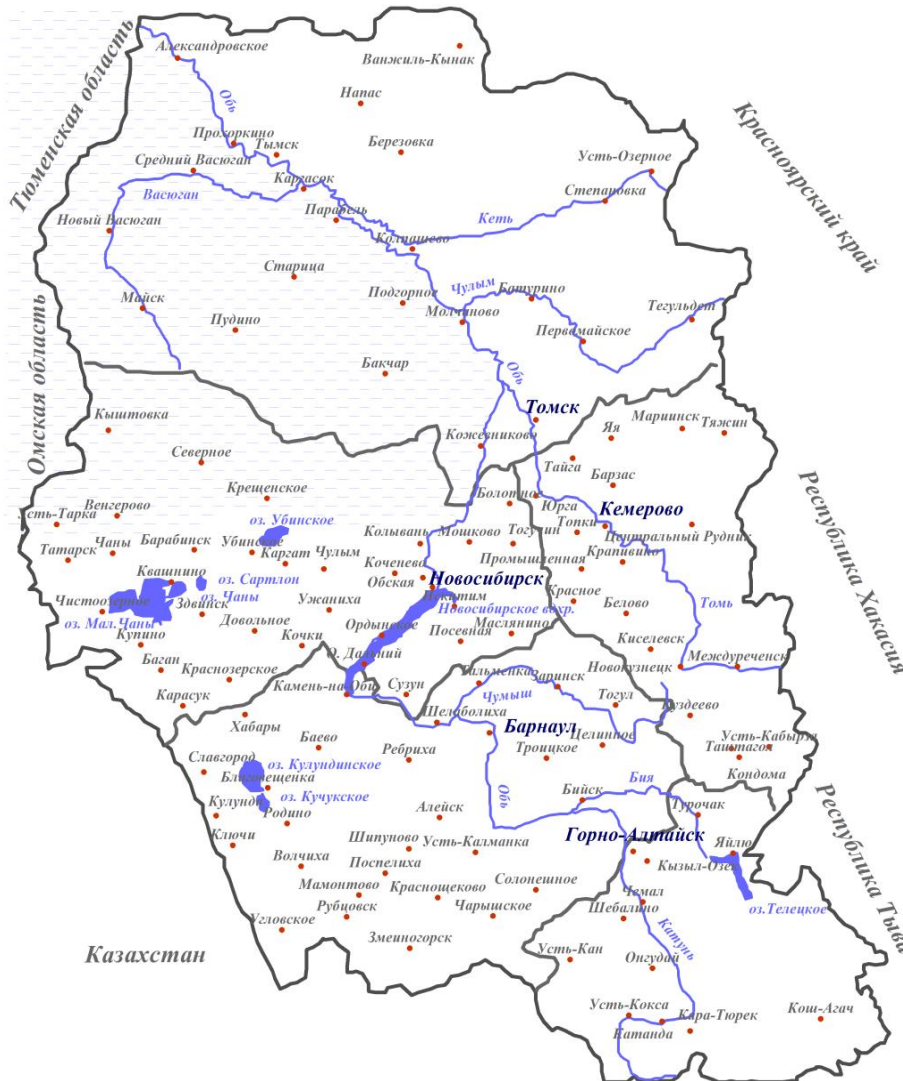 Александровское
Ванжиль-Кынак
Тюменская область
Обь
Напас
Красноярский край
Прохоркино
Тымск
Березовка
Средний Васюган
Усть-Озерное
Васюган
Каргасок
Степановка
Новый Васюган
Парабель
Кеть
Колпашево
Старица
Майск
Подгорное
Чулым
Батурино
Тегульдет
Молчиново
Пудино
Первомайское
Омская область
Бакчар
Обь
Томск
Кыштовка
Кожевниково
Яя
Мариинск
Тяжин
Северное
Тайга
Барзас
Республика Хакасия
Крещенское
Болотное
Юрга
Кемерово
Усть-Тарка
Венгерово
оз. Убинское
Колывань
Мошково
Тогучин
Топки
Центральный Рудник
Татарск
Чаны
Барабинск
Убинское
Каргат
Чулым
Промышленная
Крапивино
Квашнино
оз. Сартлон
Коченево
Обская
Новосибирск
Чистоозерное
оз. Чаны
Искитим
Красное
Томь
оз. Мал.Чаны
Здвинск
Ужаниха
Новосибирское вдхр.
Белово
Купино
Довольное
Кочки
Ордынское
Посевная
Маслянино
Киселевск
Баган
Краснозерское
О. Дальний
Тальменка
Заринск
Новокузнецк
Междуреченск
Карасук
Камень-на-Оби
Сузун
Чумыш
Тогул
Хабары
Шелаболиха
Барнаул
Кузедеево
Баево
Ребриха
Целинное
Троицкое
Усть-Кабырза
Таштагол
Славгород
оз. Кулундинское
Кондома
Благовещенка
Бия
Бийск
Кулунда
оз. Кучукское
Родино
Алейск
Обь
Турочак
Республика Тыва
Ключи
Шипуново
Усть-Калманка
Горно-Алтайск
Яйлю
Волчиха
Поспелиха
Кызыл-Озек
Мамонтово
Краснощеково
Солонешное
Чемал
оз.Телецкое
Угловское
Рубцовск
Чарышское
Шебалино
Змеиногорск
Катунь
Казахстан
Усть-Кан
Онгудай
Усть-Кокса
Кара-Тюрек
Кош-Агач
Катанда